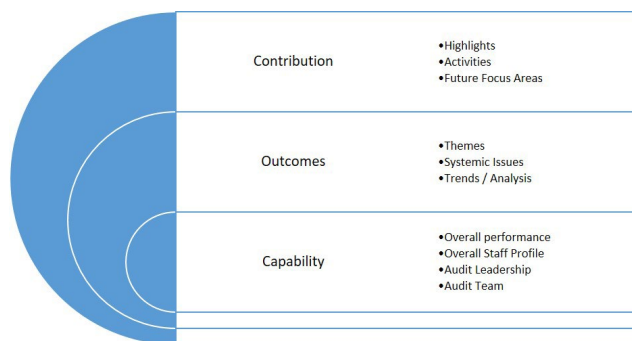 Contribution
•Highlights
•Activities
•Future Focus Areas
Outcomes
•Themes
•Systemic Issues
•Trends / Analysis
Capability
•Overall performance
•Overall Staff Profile
•Audit Leadership
•Audit Team